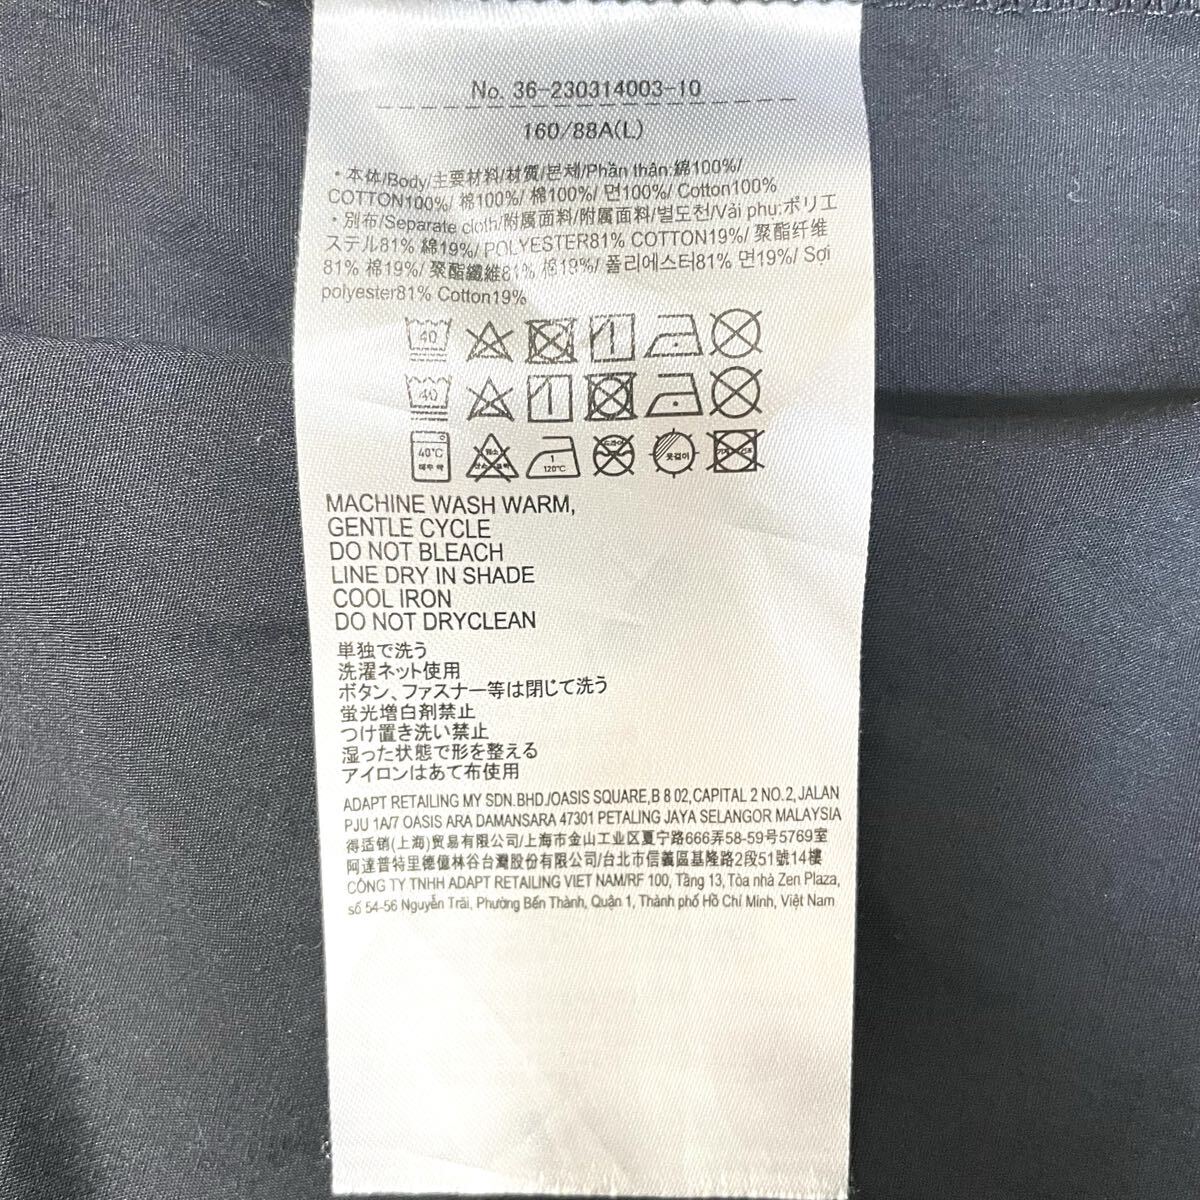 No. 36-230314003-10
160/88A(L)
・本体/Body/主要材料/材質/본체/Phần thân:綿100%/
COTTON100%/ 棉100%/ 棉100%/ 면100%/ Cotton100%
・別布/Separate cloth/附属面料/附屬面料/별도천/Vải phụ:ポリエ
ステル81% 綿19%/ POLYESTER81% COTTON19%/ 聚酯纤维
81% 棉19%/ 聚酯纖維81% 棉19%/ 폴리에스터81% 면19%/ Sợi
polyester81% Cotton19%
40
40
40℃ 1 드라이 옷걸이
120℃
MACHINE WASH WARM,
GENTLE CYCLE
DO NOT BLEACH
LINE DRY IN SHADE
COOL IRON
DO NOT DRYCLEAN
単独で洗う
洗濯ネット使用
ボタン、ファスナー等は閉じて洗う
蛍光増白剤禁止
つけ置き洗い禁止
湿った状態で形を整える
アイロンはあて布使用
ADAPT RETAILING MY SDN.BHD./OASIS SQUARE,B 8 02,CAPITAL 2 NO.2,JALAN
PJU 1A/7 OASIS ARA DAMANSARA 47301 PETALING JAYA SELANGOR MALAYSIA
得适销(上海)贸易有限公司/上海市金山工业区夏宁路666弄58-59号5769室
阿達普特里德億林谷台灣股份有限公司/台北市信義區基隆路2段51號14樓
CÔNG TY TNHH ADAPT RETAILING VIET NAM/RF 100, Tầng 13, Tòa nhà Zen Plaza,
số 54-56 Nguyễn Trãi, Phường Bến Thành, Quận 1, Thành phố Hồ Chí Minh, Việt Nam